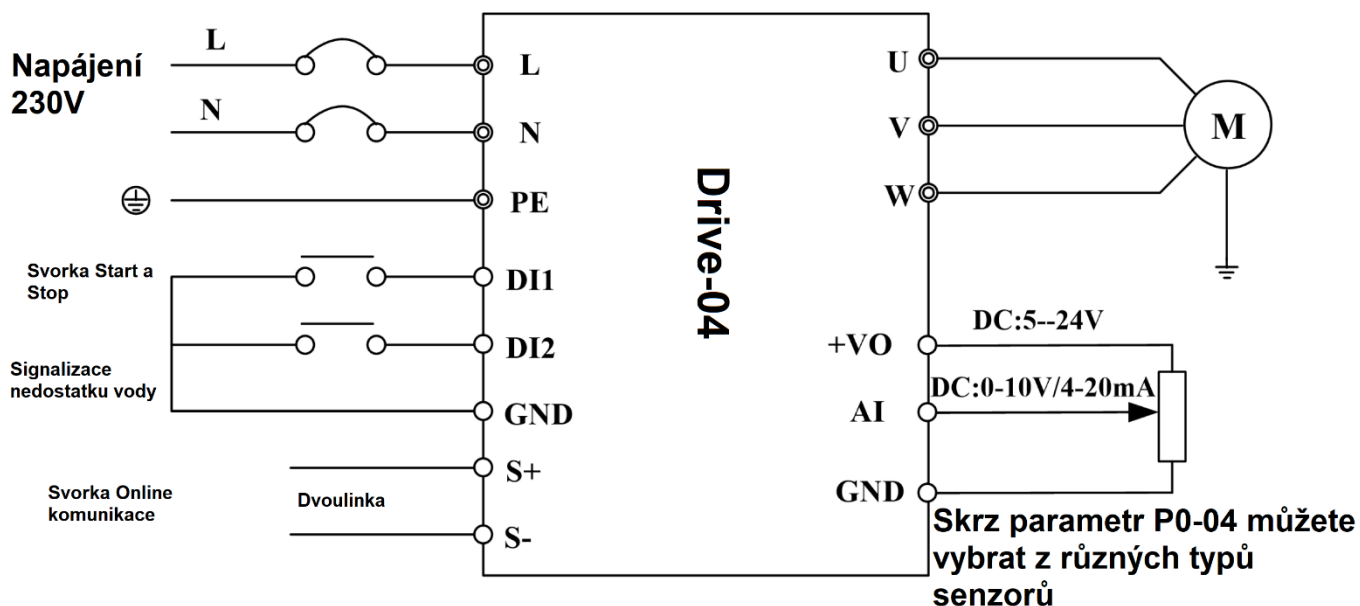 Napájení
230V
L
N
L
N
PE
Svorka Start a
Stop
DI1
Signalizace
nedostatku vody
DI2
GND
Svorka Online
komunikace
Dvoulinka
S+
S-
Drive-04
U
V
W
M
+VO
DC:5--24V
AI
DC:0-10V/4-20mA
GND
Skrz parametr P0-04 můžete
vybrat z různých typů
senzorů